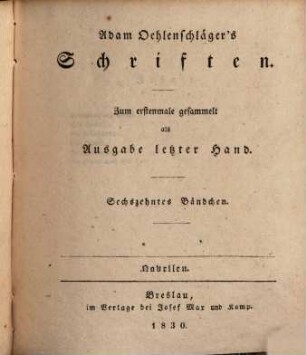 Adam Oehlenschläger's
Schriften.
Zum erstenmale gesammelt
als
Ausgabe letzter Hand.
Sechszehntes Bändchen.
Novellen.
Breslau,
im Verlage bei Josef Max und Komp.
1830.